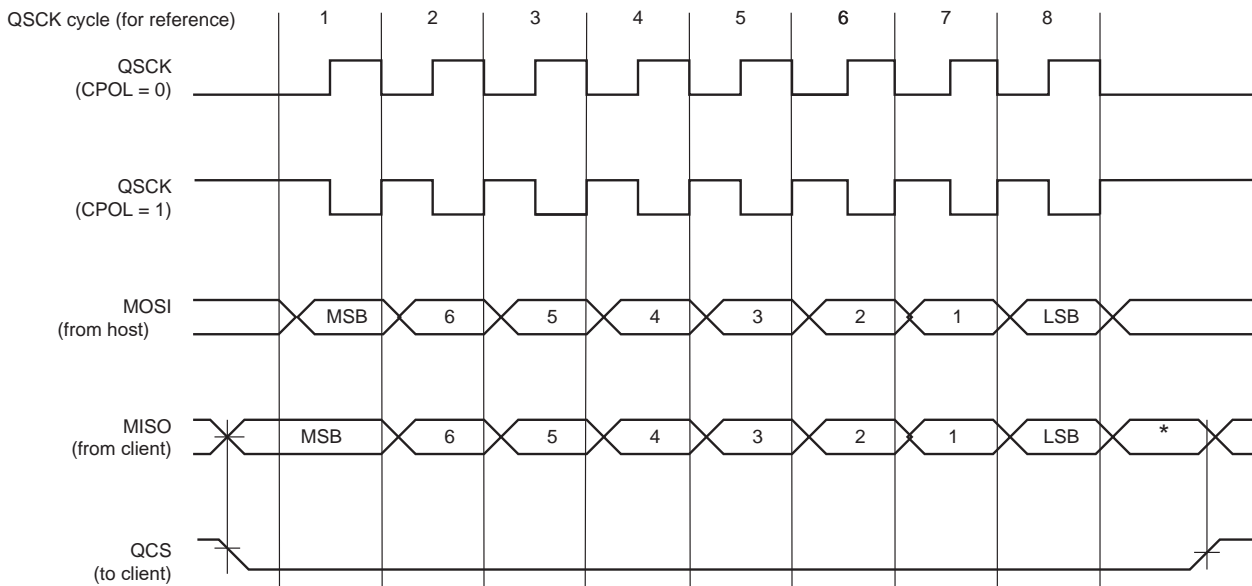 QSCK cycle (for reference) 1 2 3 4 5 6 7 8
QSCK
(CPOL = 0)
QSCK
(CPOL = 1)
MOSI
(from host)
MSB 6 5 4 3 2 1 LSB
MISO
(from client)
MSB 6 5 4 3 2 1 LSB *
QCS
(to client)